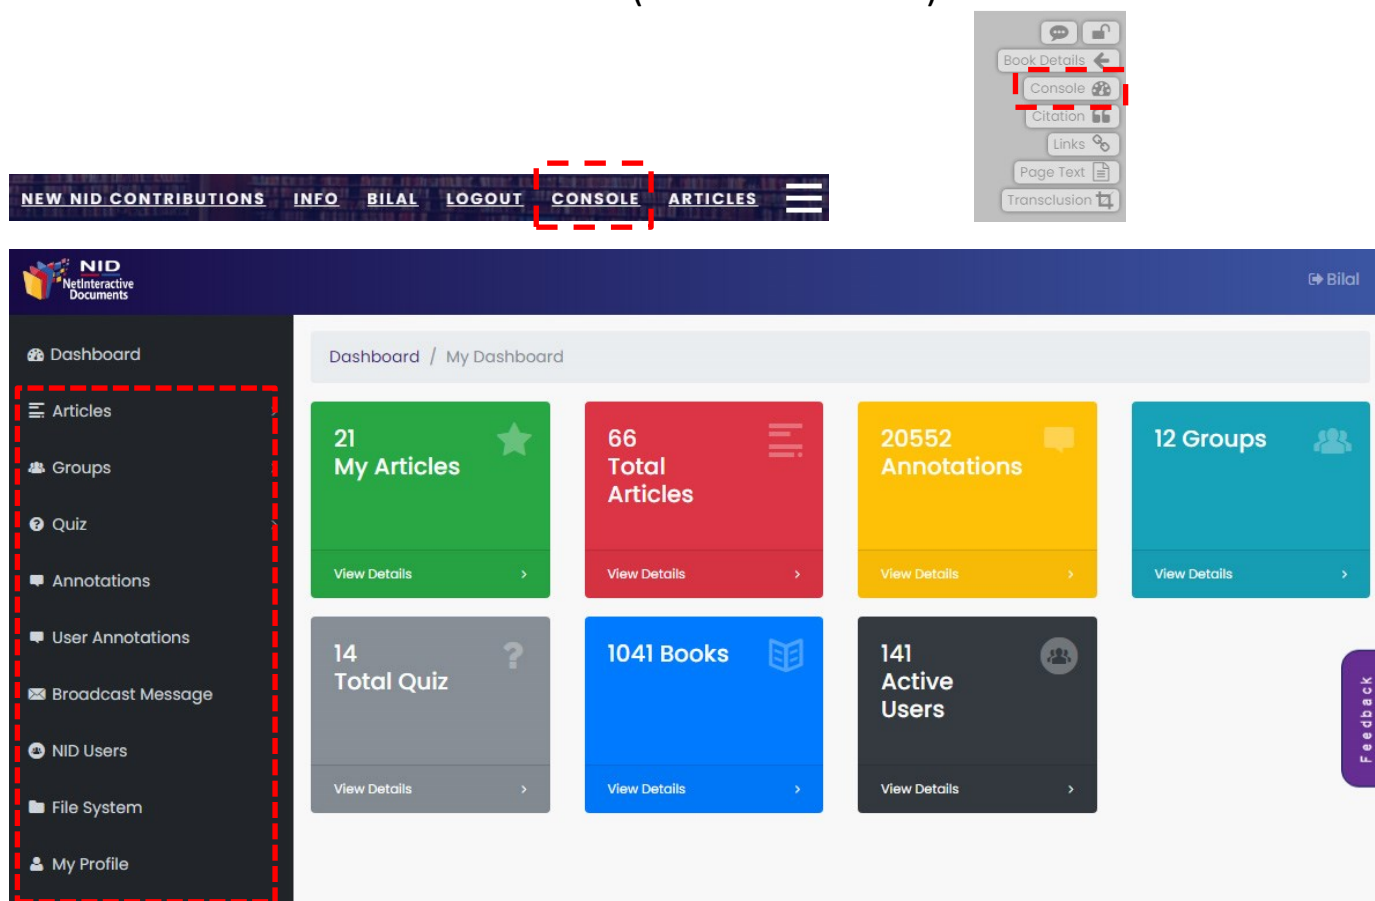 Book Details
Console
Citation
Links
Page Text
Transclusion
NEW NID CONTRIBUTIONS INFO BILAL LOGOUT CONSOLE ARTICLES
NID
NetInteractive
Documents
Bilal
Dashboard
Articles
Groups
Quiz
Annotations
User Annotations
Broadcast Message
NID Users
File System
My Profile
Dashboard / My Dashboard
21
My Articles
View Details
66
Total
Articles
View Details
20552
Annotations
View Details
12 Groups
View Details
14
Total Quiz
View Details
1041 Books
View Details
141
Active
Users
View Details
Feedback